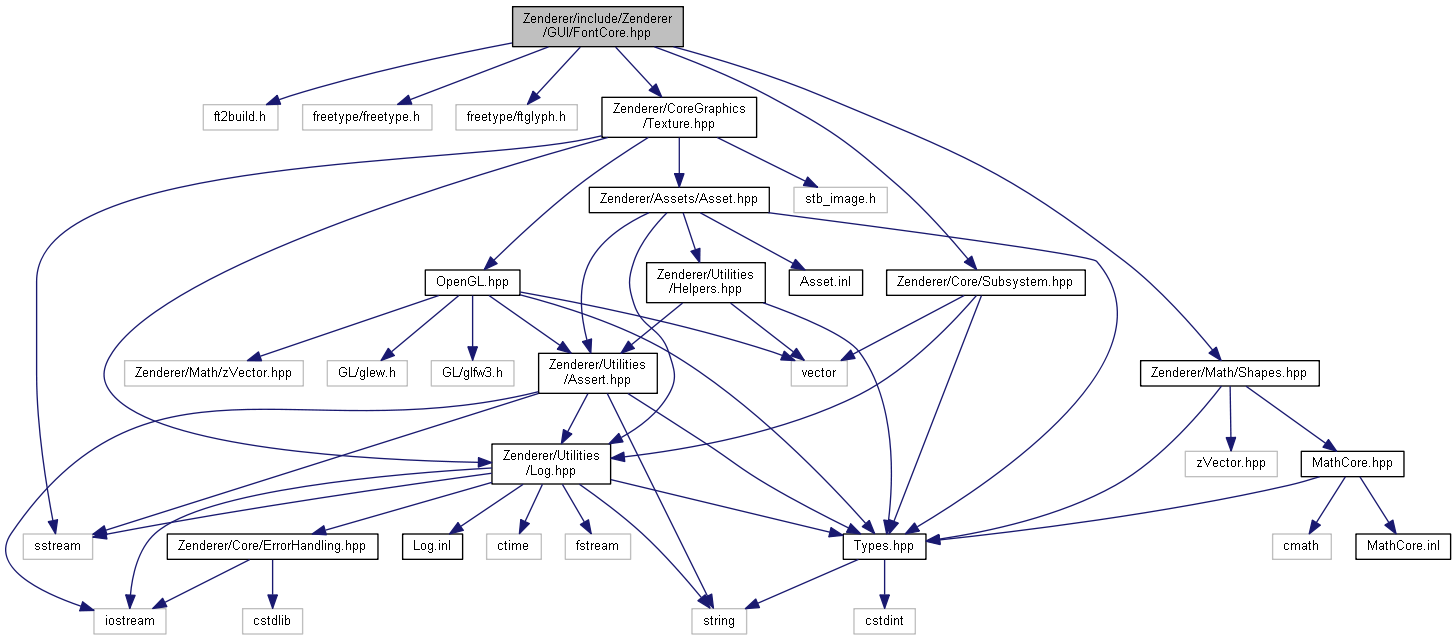 Zenderer/include/Zenderer
/GUI/FontCore.hpp
ft2build.h
freetype/freetype.h
freetype/ftglyph.h
Zenderer/CoreGraphics
/Texture.hpp
Zenderer/Assets/Asset.hpp
stb_image.h
OpenGL.hpp
Zenderer/Utilities
/Helpers.hpp
Asset.inl
Zenderer/Core/Subsystem.hpp
Zenderer/Math/zVector.hpp
GL/glew.h
GL/glfw3.h
Zenderer/Utilities
/Assert.hpp
vector
Zenderer/Math/Shapes.hpp
Zenderer/Utilities
/Log.hpp
zVector.hpp
MathCore.hpp
sstream
Zenderer/Core/ErrorHandling.hpp
Log.inl
ctime
fstream
Types.hpp
cmath
MathCore.inl
iostream
cstdlib
string
cstdint